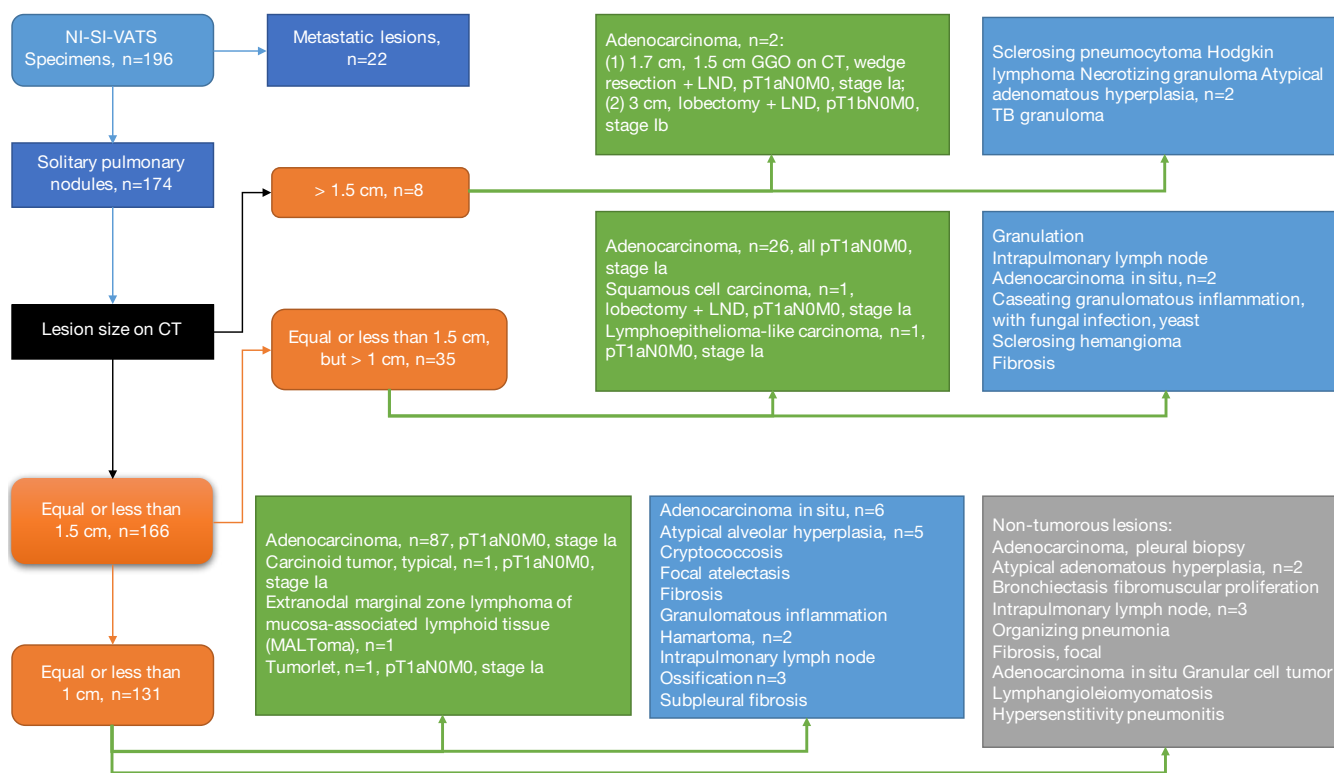 NI-SI-VATS
Specimens, n=196
Metastatic lesions,
n=22
Adenocarcinoma, n=2:
(1) 1.7 cm, 1.5 cm GGO on CT, wedge
resection + LND, pT1aN0M0, stage Ia;
(2) 3 cm, lobectomy + LND, pT1bN0M0,
stage Ib
Sclerosing pneumocytoma Hodgkin
lymphoma Necrotizing granuloma Atypical
adenomatous hyperplasia, n=2
TB granuloma
Solitary pulmonary
nodules, n=174
> 1.5 cm, n=8
Lesion size on CT
Equal or less than 1.5 cm,
but > 1 cm, n=35
Adenocarcinoma, n=26, all pT1aN0M0,
stage Ia
Squamous cell carcinoma, n=1,
lobectomy + LND, pT1aN0M0, stage Ia
Lymphoepithelioma-like carcinoma, n=1,
pT1aN0M0, stage Ia
Granulation
Intrapulmonary lymph node
Adenocarcinoma in situ, n=2
Caseating granulomatous inflammation,
with fungal infection, yeast
Sclerosing hemangioma
Fibrosis
Equal or less than
1.5 cm, n=166
Equal or less than
1 cm, n=131
Adenocarcinoma, n=87, pT1aN0M0, stage Ia
Carcinoid tumor, typical, n=1, pT1aN0M0,
stage Ia
Extranodal marginal zone lymphoma of
mucosa-associated lymphoid tissue
(MALToma), n=1
Tumorlet, n=1, pT1aN0M0, stage Ia
Adenocarcinoma in situ, n=6
Atypical alveolar hyperplasia, n=5
Cryptococcosis
Focal atelectasis
Fibrosis
Granulomatous inflammation
Hamartoma, n=2
Intrapulmonary lymph node
Ossification n=3
Subpleural fibrosis
Non-tumorous lesions:
Adenocarcinoma, pleural biopsy
Atypical adenomatous hyperplasia, n=2
Bronchiectasis fibromuscular proliferation
Intrapulmonary lymph node, n=3
Organizing pneumonia
Fibrosis, focal
Adenocarcinoma in situ Granular cell tumor
Lymphangioleiomyomatosis
Hypersenstitivity pneumonitis